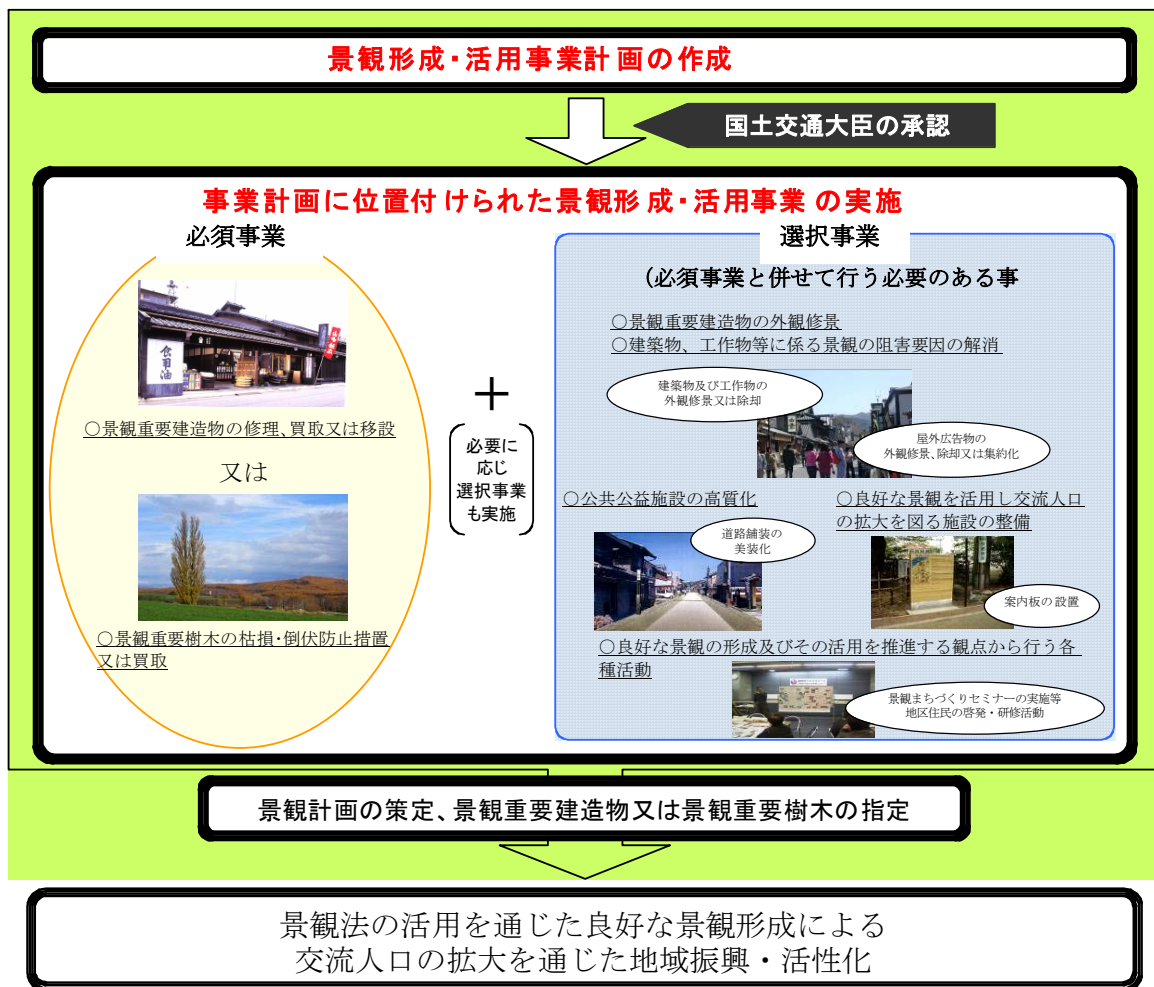 景観形成・活用事業計画の作成
国土交通大臣の承認
事業計画に位置付けられた景観形成・活用事業の実施
必須事業
食用油
○景観重要建造物の修理、買取又は移設
又は
○景観重要樹木の枯損・倒伏防止措置
又は買取
＋
必要に
応じ
選択事業
も実施
選択事業
(必須事業と併せて行う必要のある事
○景観重要建造物の外観修景
○建築物、工作物等に係る景観の阻害要因の解消
建築物及び工作物の
外観修景又は除却
屋外広告物の
外観修景、除却又は集約化
○公共公益施設の高質化
道路舗装の
美装化
○良好な景観を活用し交流人口
の拡大を図る施設の整備
案内板の設置
○良好な景観の形成及びその活用を推進する観点から行う各
種活動
景観まちづくりセミナーの実施等
地区住民の啓発・研修活動
景観計画の策定、景観重要建造物又は景観重要樹木の指定
景観法の活用を通じた良好な景観形成による
交流人口の拡大を通じた地域振興・活性化